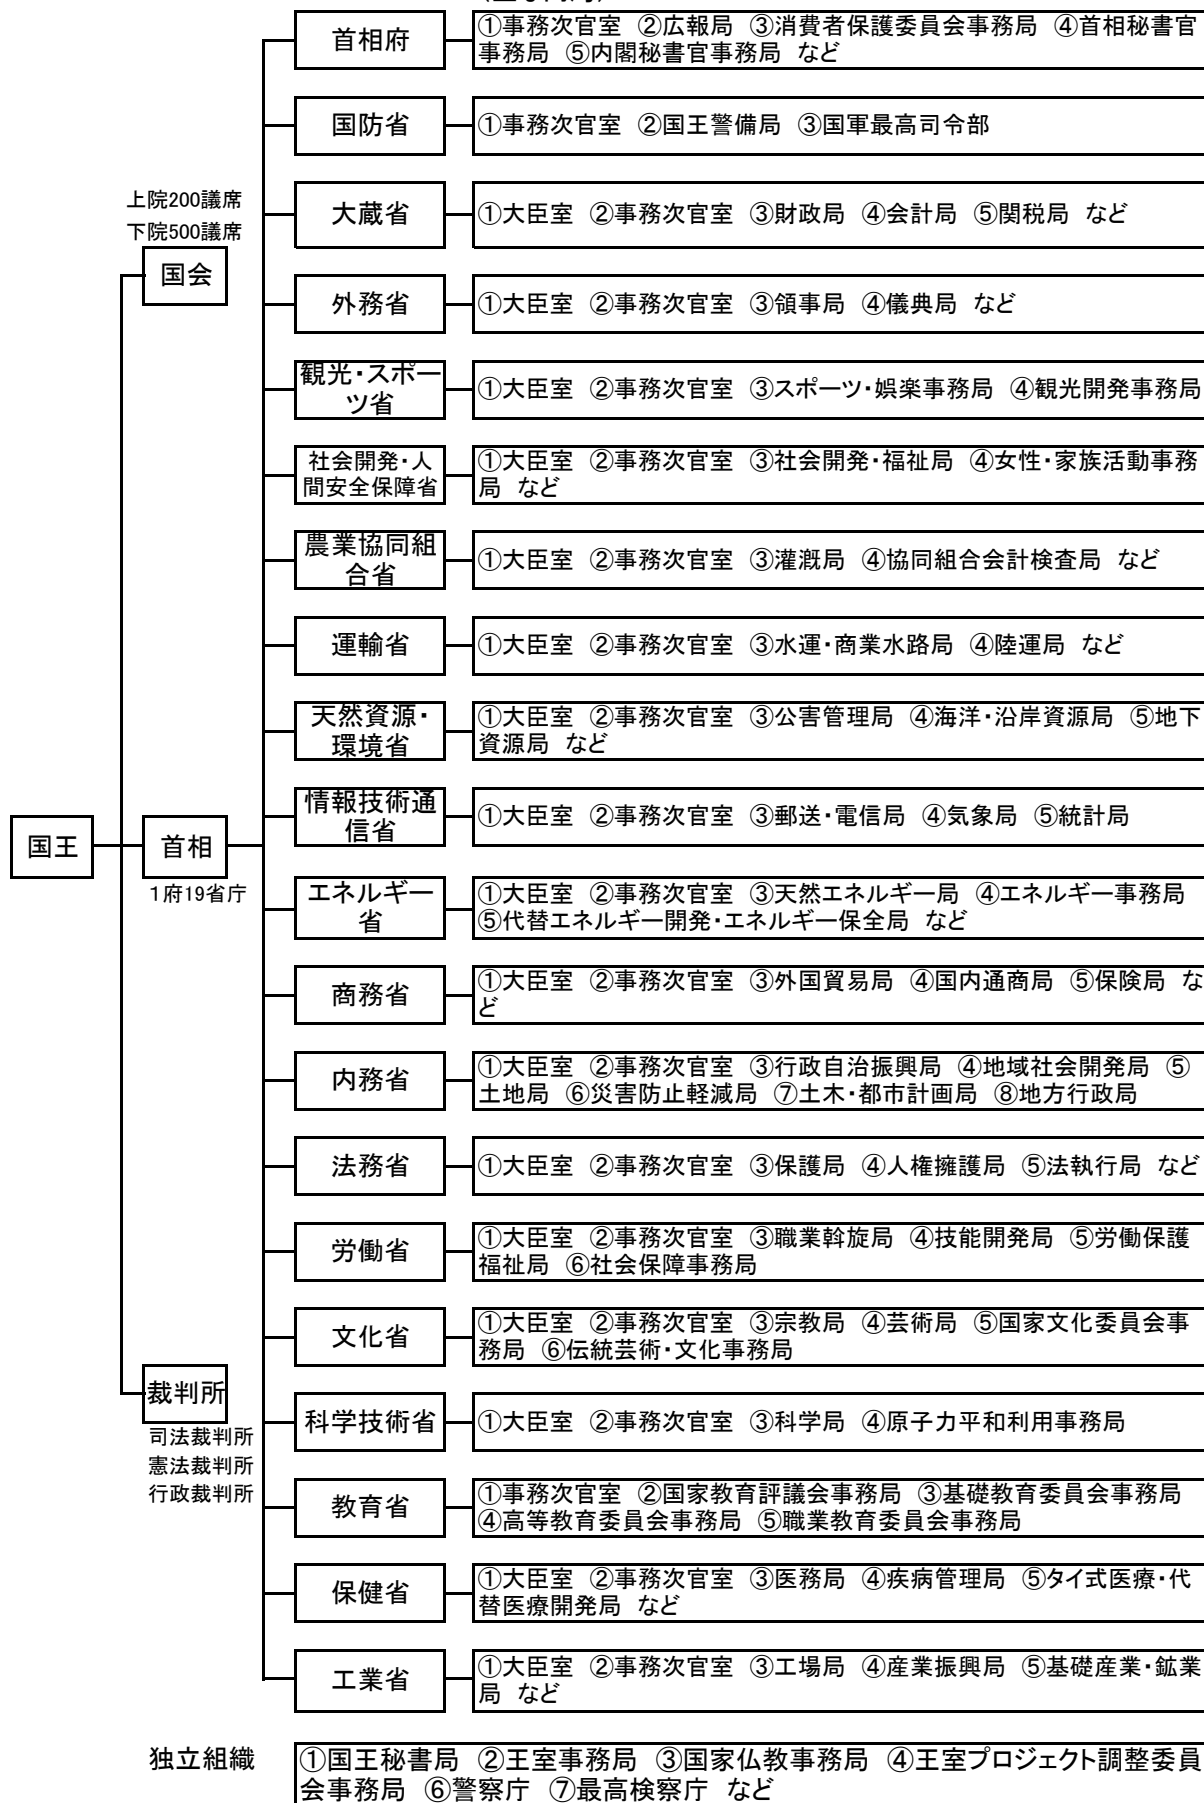 首相府
①事務次官室 ②広報局 ③消費者保護委員会事務局 ④首相秘書官
事務局 ⑤内閣秘書官事務局 など
国防省
①事務次官室 ②国王警備局 ③国軍最高司令部
上院200議席
下院500議席
国会
大蔵省
①大臣室 ②事務次官室 ③財政局 ④会計局 ⑤関税局 など
外務省
①大臣室 ②事務次官室 ③領事局 ④儀典局 など
観光・スポー
ツ省
①大臣室 ②事務次官室 ③スポーツ・娯楽事務局 ④観光開発事務局
社会開発・人
間安全保障省
①大臣室 ②事務次官室 ③社会開発・福祉局 ④女性・家族活動事務
局 など
農業協同組
合省
①大臣室 ②事務次官室 ③灌漑局 ④協同組合会計検査局 など
運輸省
①大臣室 ②事務次官室 ③水運・商業水路局 ④陸運局 など
天然資源・
環境省
①大臣室 ②事務次官室 ③公害管理局 ④海洋・沿岸資源局 ⑤地下
資源局 など
情報技術通
信省
①大臣室 ②事務次官室 ③郵送・電信局 ④気象局 ⑤統計局
国王
首相
1府19省庁
エネルギー
省
①大臣室 ②事務次官室 ③天然エネルギー局 ④エネルギー事務局
⑤代替エネルギー開発・エネルギー保全局 など
商務省
①大臣室 ②事務次官室 ③外国貿易局 ④国内通商局 ⑤保険局 な
ど
内務省
①大臣室 ②事務次官室 ③行政自治振興局 ④地域社会開発局 ⑤
土地局 ⑥災害防止軽減局 ⑦土木・都市計画局 ⑧地方行政局
法務省
①大臣室 ②事務次官室 ③保護局 ④人権擁護局 ⑤法執行局 など
労働省
①大臣室 ②事務次官室 ③職業斡旋局 ④技能開発局 ⑤労働保護
福祉局 ⑥社会保障事務局
文化省
①大臣室 ②事務次官室 ③宗教局 ④芸術局 ⑤国家文化委員会事
務局 ⑥伝統芸術・文化事務局
裁判所
司法裁判所
憲法裁判所
行政裁判所
科学技術省
①大臣室 ②事務次官室 ③科学局 ④原子力平和利用事務局
教育省
①事務次官室 ②国家教育評議会事務局 ③基礎教育委員会事務局
④高等教育委員会事務局 ⑤職業教育委員会事務局
保健省
①大臣室 ②事務次官室 ③医務局 ④疾病管理局 ⑤タイ式医療・代
替医療開発局 など
工業省
①大臣室 ②事務次官室 ③工場局 ④産業振興局 ⑤基礎産業・鉱業
局 など
独立組織
①国王秘書局 ②王室事務局 ③国家仏教事務局 ④王室プロジェクト調整委員
会事務局 ⑥警察庁 ⑦最高検察庁 など